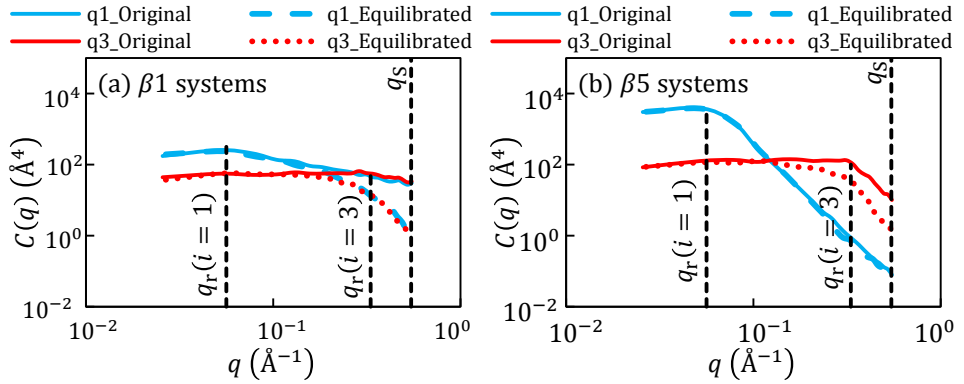 q1_Original q1_Equilibrated q1_Original q1_Equilibrated
q3_Original q3_Equilibrated q3_Original q3_Equilibrated
(a) β1 systems
q_S
q_r(i = 1)
q_r(i = 3)
C(q) (Å⁴)
10⁴
10²
10⁰
10⁻²
10⁻² 10⁻¹ 10⁰
q (Å⁻¹)
(b) β5 systems
q_S
q_r(i = 1)
q_r(i = 3)
C(q) (Å⁴)
10⁴
10²
10⁰
10⁻²
10⁻² 10⁻¹ 10⁰
q (Å⁻¹)